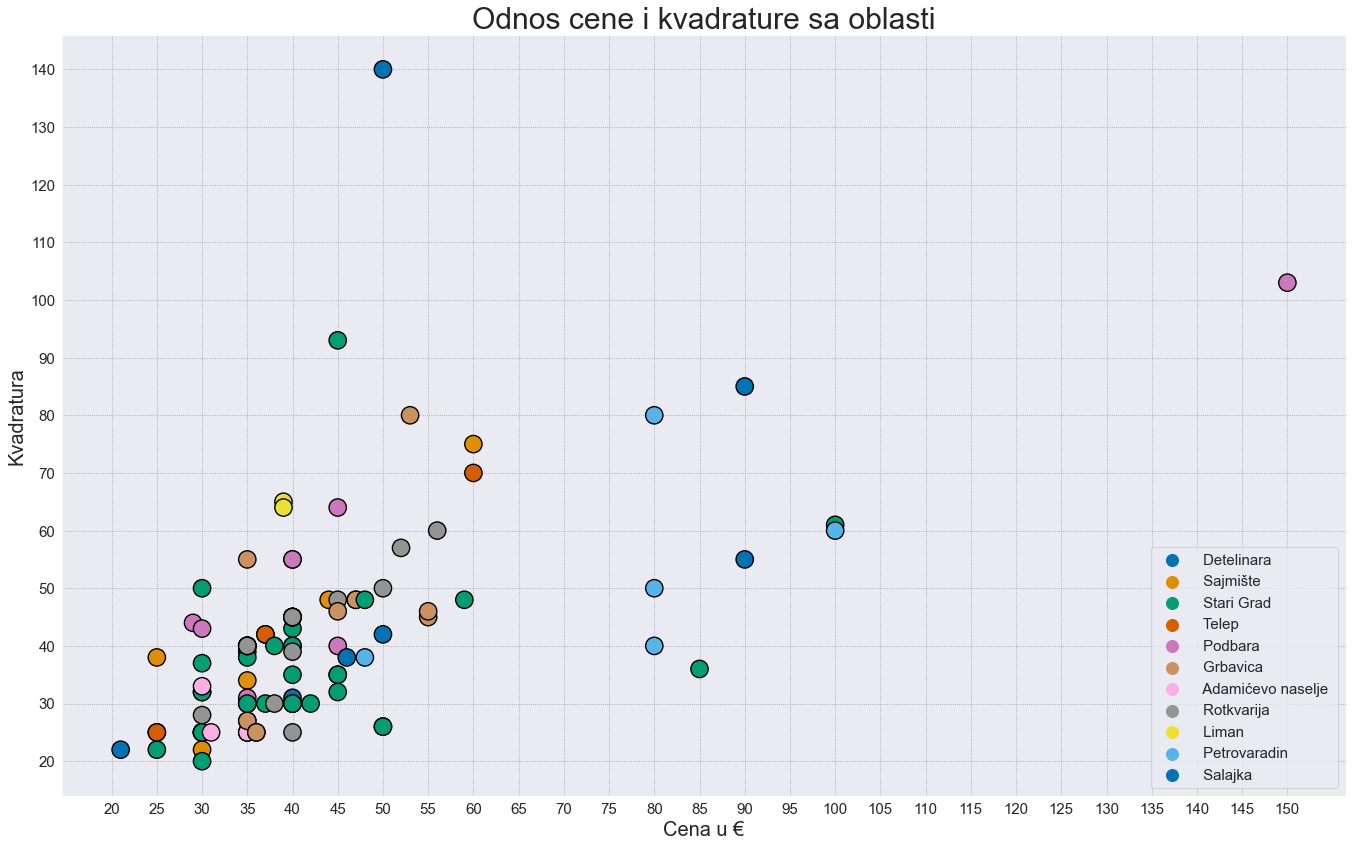 Odnos cene i kvadrature sa oblasti
Kvadratura
140
130
120
110
100
90
80
70
60
50
40
30
20
Detelinara
Sajmište
Stari Grad
Telep
Podbara
Grbavica
Adamićevo naselje
Rotkvarija
Liman
Petrovaradin
Salajka
20 25 30 35 40 45 50 55 60 65 70 75 80 85 90 95 100 105 110 115 120 125 130 135 140 145 150
Cena u €